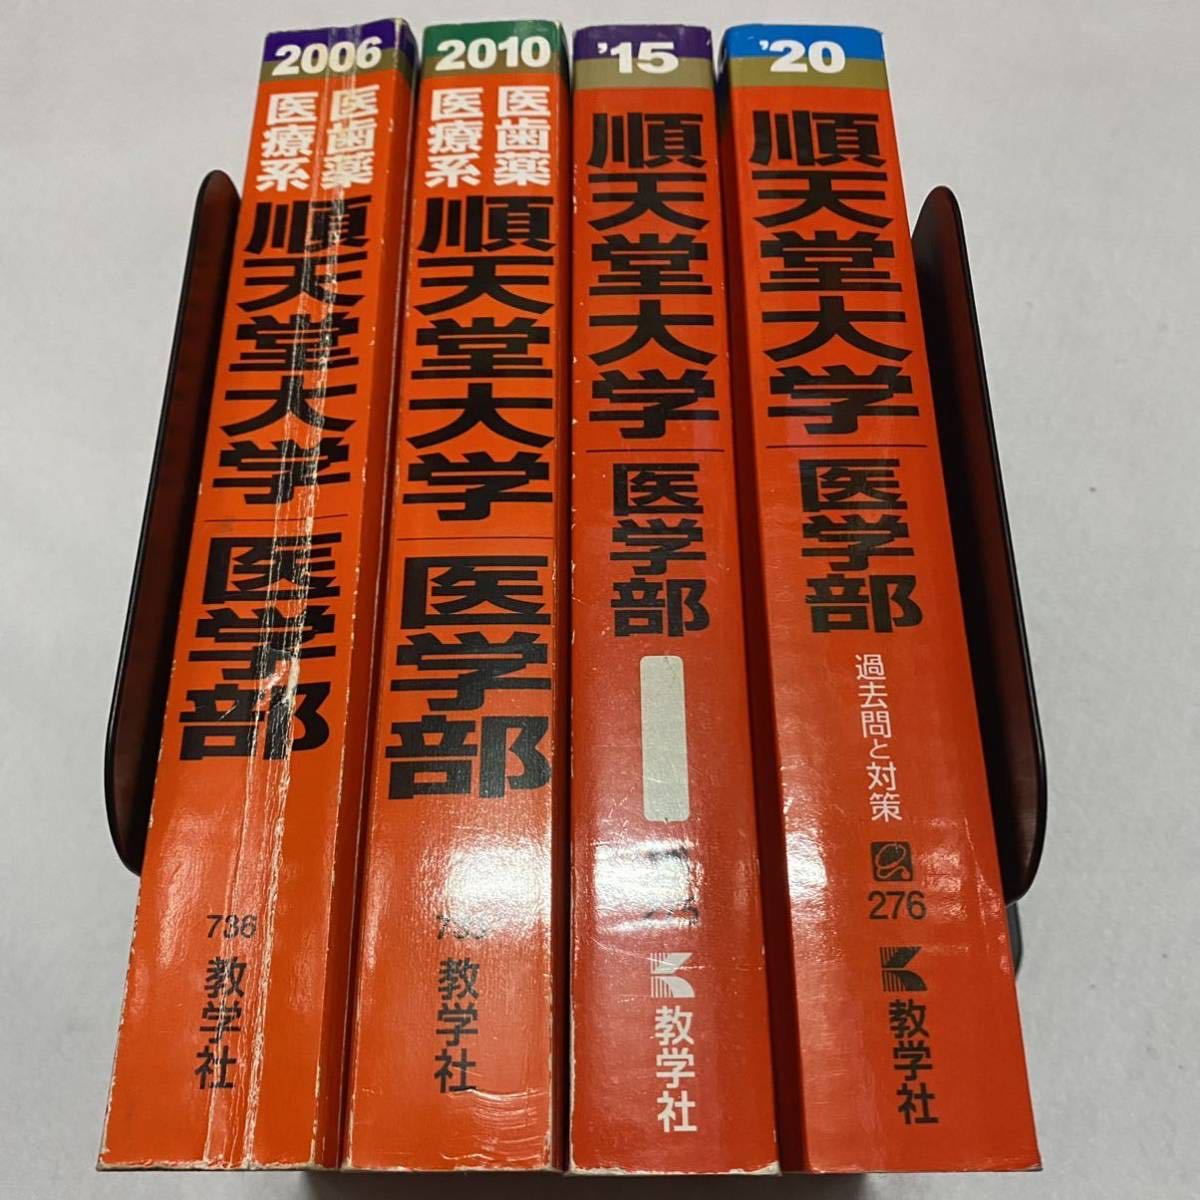 2006
医歯薬
医療系
順天堂大学
医学部
736
教学社
2010
医歯薬
医療系
順天堂大学
医学部
教学社
'15
順天堂大学
医学部
教学社
'20
順天堂大学
医学部
過去問と対策
276
教学社